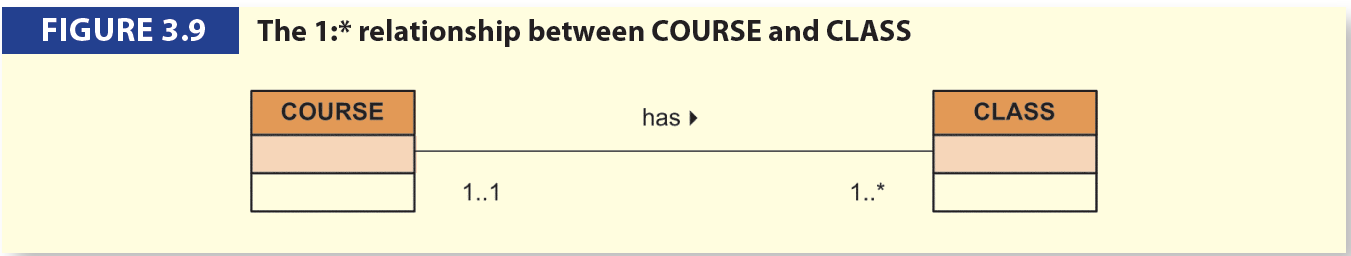 FIGURE 3.9 The 1:* relationship between COURSE and CLASS
COURSE has CLASS
1..1 1..*